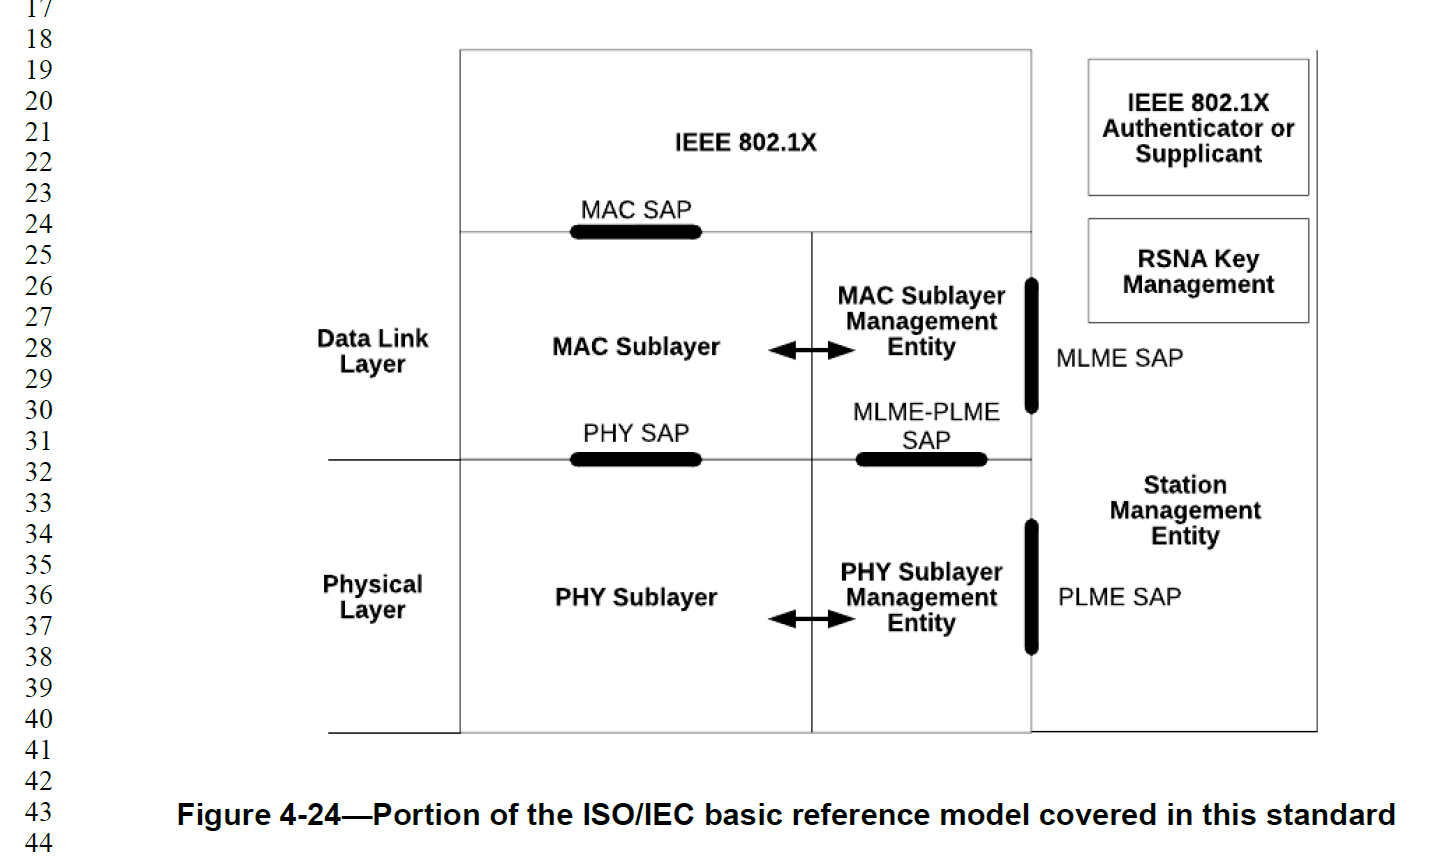 17
18
19
20
21
22
23
24
25
26
27
28
29
30
31
32
33
34
35
36
37
38
39
40
41
42
43
44
IEEE 802.1X
MAC SAP
Data Link
Layer
MAC Sublayer
MAC Sublayer
Management
Entity
PHY SAP
MLME-PLME
SAP
Physical
Layer
PHY Sublayer
PHY Sublayer
Management
Entity
IEEE 802.1X
Authenticator or
Supplicant
RSNA Key
Management
MLME SAP
Station
Management
Entity
PLME SAP
Figure 4-24—Portion of the ISO/IEC basic reference model covered in this standard